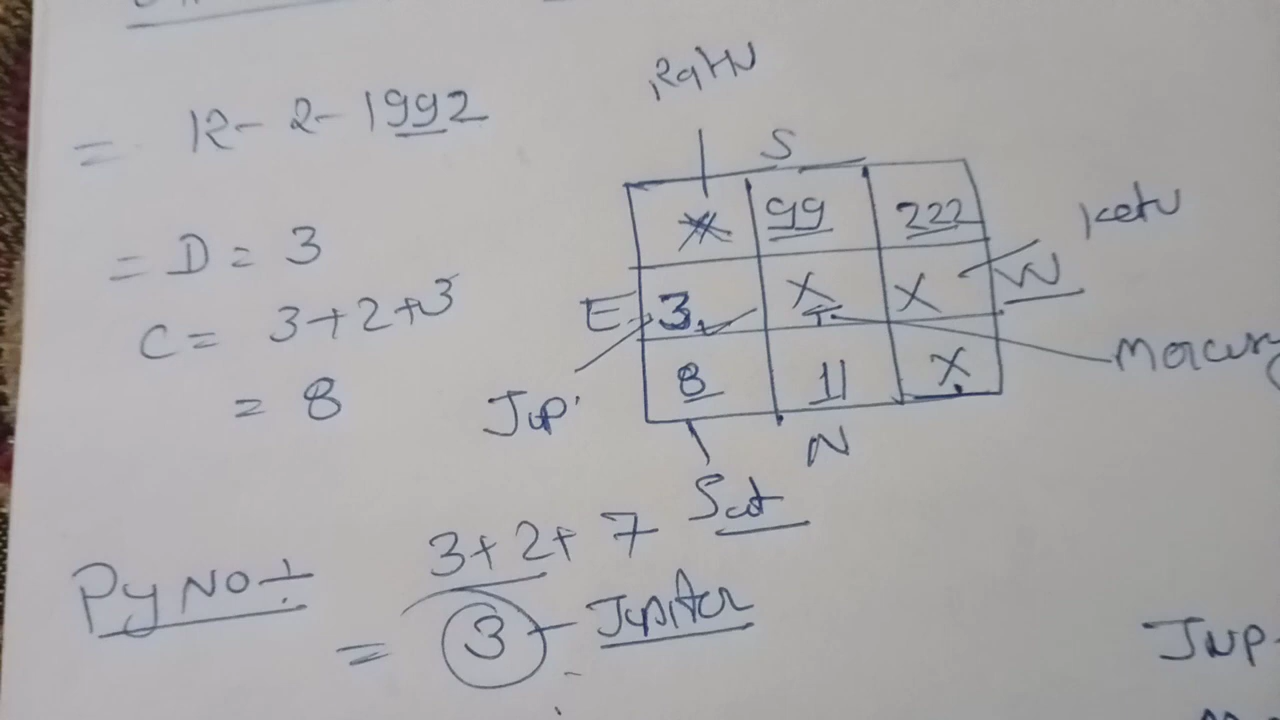 = 12-2-1992
= D = 3
C = 3+2+3
= 8
Rahu
S
99 222
Ketu
E 3 X X W
Mercury
Jup.
8 11 X
N
Sat
PY NO:- 3+2+7
= 3 - Jupiter
Jup-